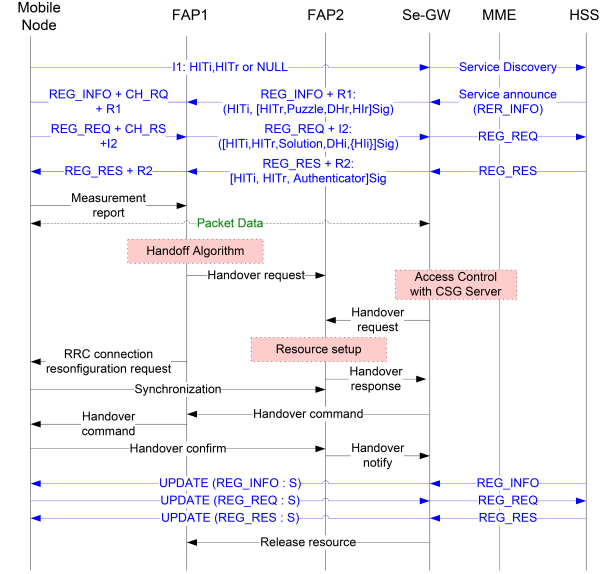 Mobile
Node
FAP1
FAP2
Se-GW
MME
HSS
I1: HITi,HITr or NULL
Service Discovery
REG_INFO + CH_RQ
+ R1
REG_INFO + R1:
(HITi, [HITr,Puzzle,DHr,HIr]Sig)
Service announce
(RER_INFO)
REG_REQ + CH_RS
+I2
REG_REQ + I2:
([HITi,HITr,Solution,DHi,{HIi}]Sig)
REG_REQ
REG_RES + R2
REG_RES + R2:
[HITi, HITr, Authenticator]Sig
REG_RES
Measurement
report
Packet Data
Handoff Algorithm
Handover request
Access Control
with CSG Server
Handover
request
Resource setup
RRC connection
resonfiguration request
Handover
response
Synchronization
Handover command
Handover
command
Handover confirm
Handover
notify
UPDATE (REG_INFO : S)
REG_INFO
UPDATE (REG_REQ : S)
REG_REQ
UPDATE (REG_RES : S)
REG_RES
Release resource